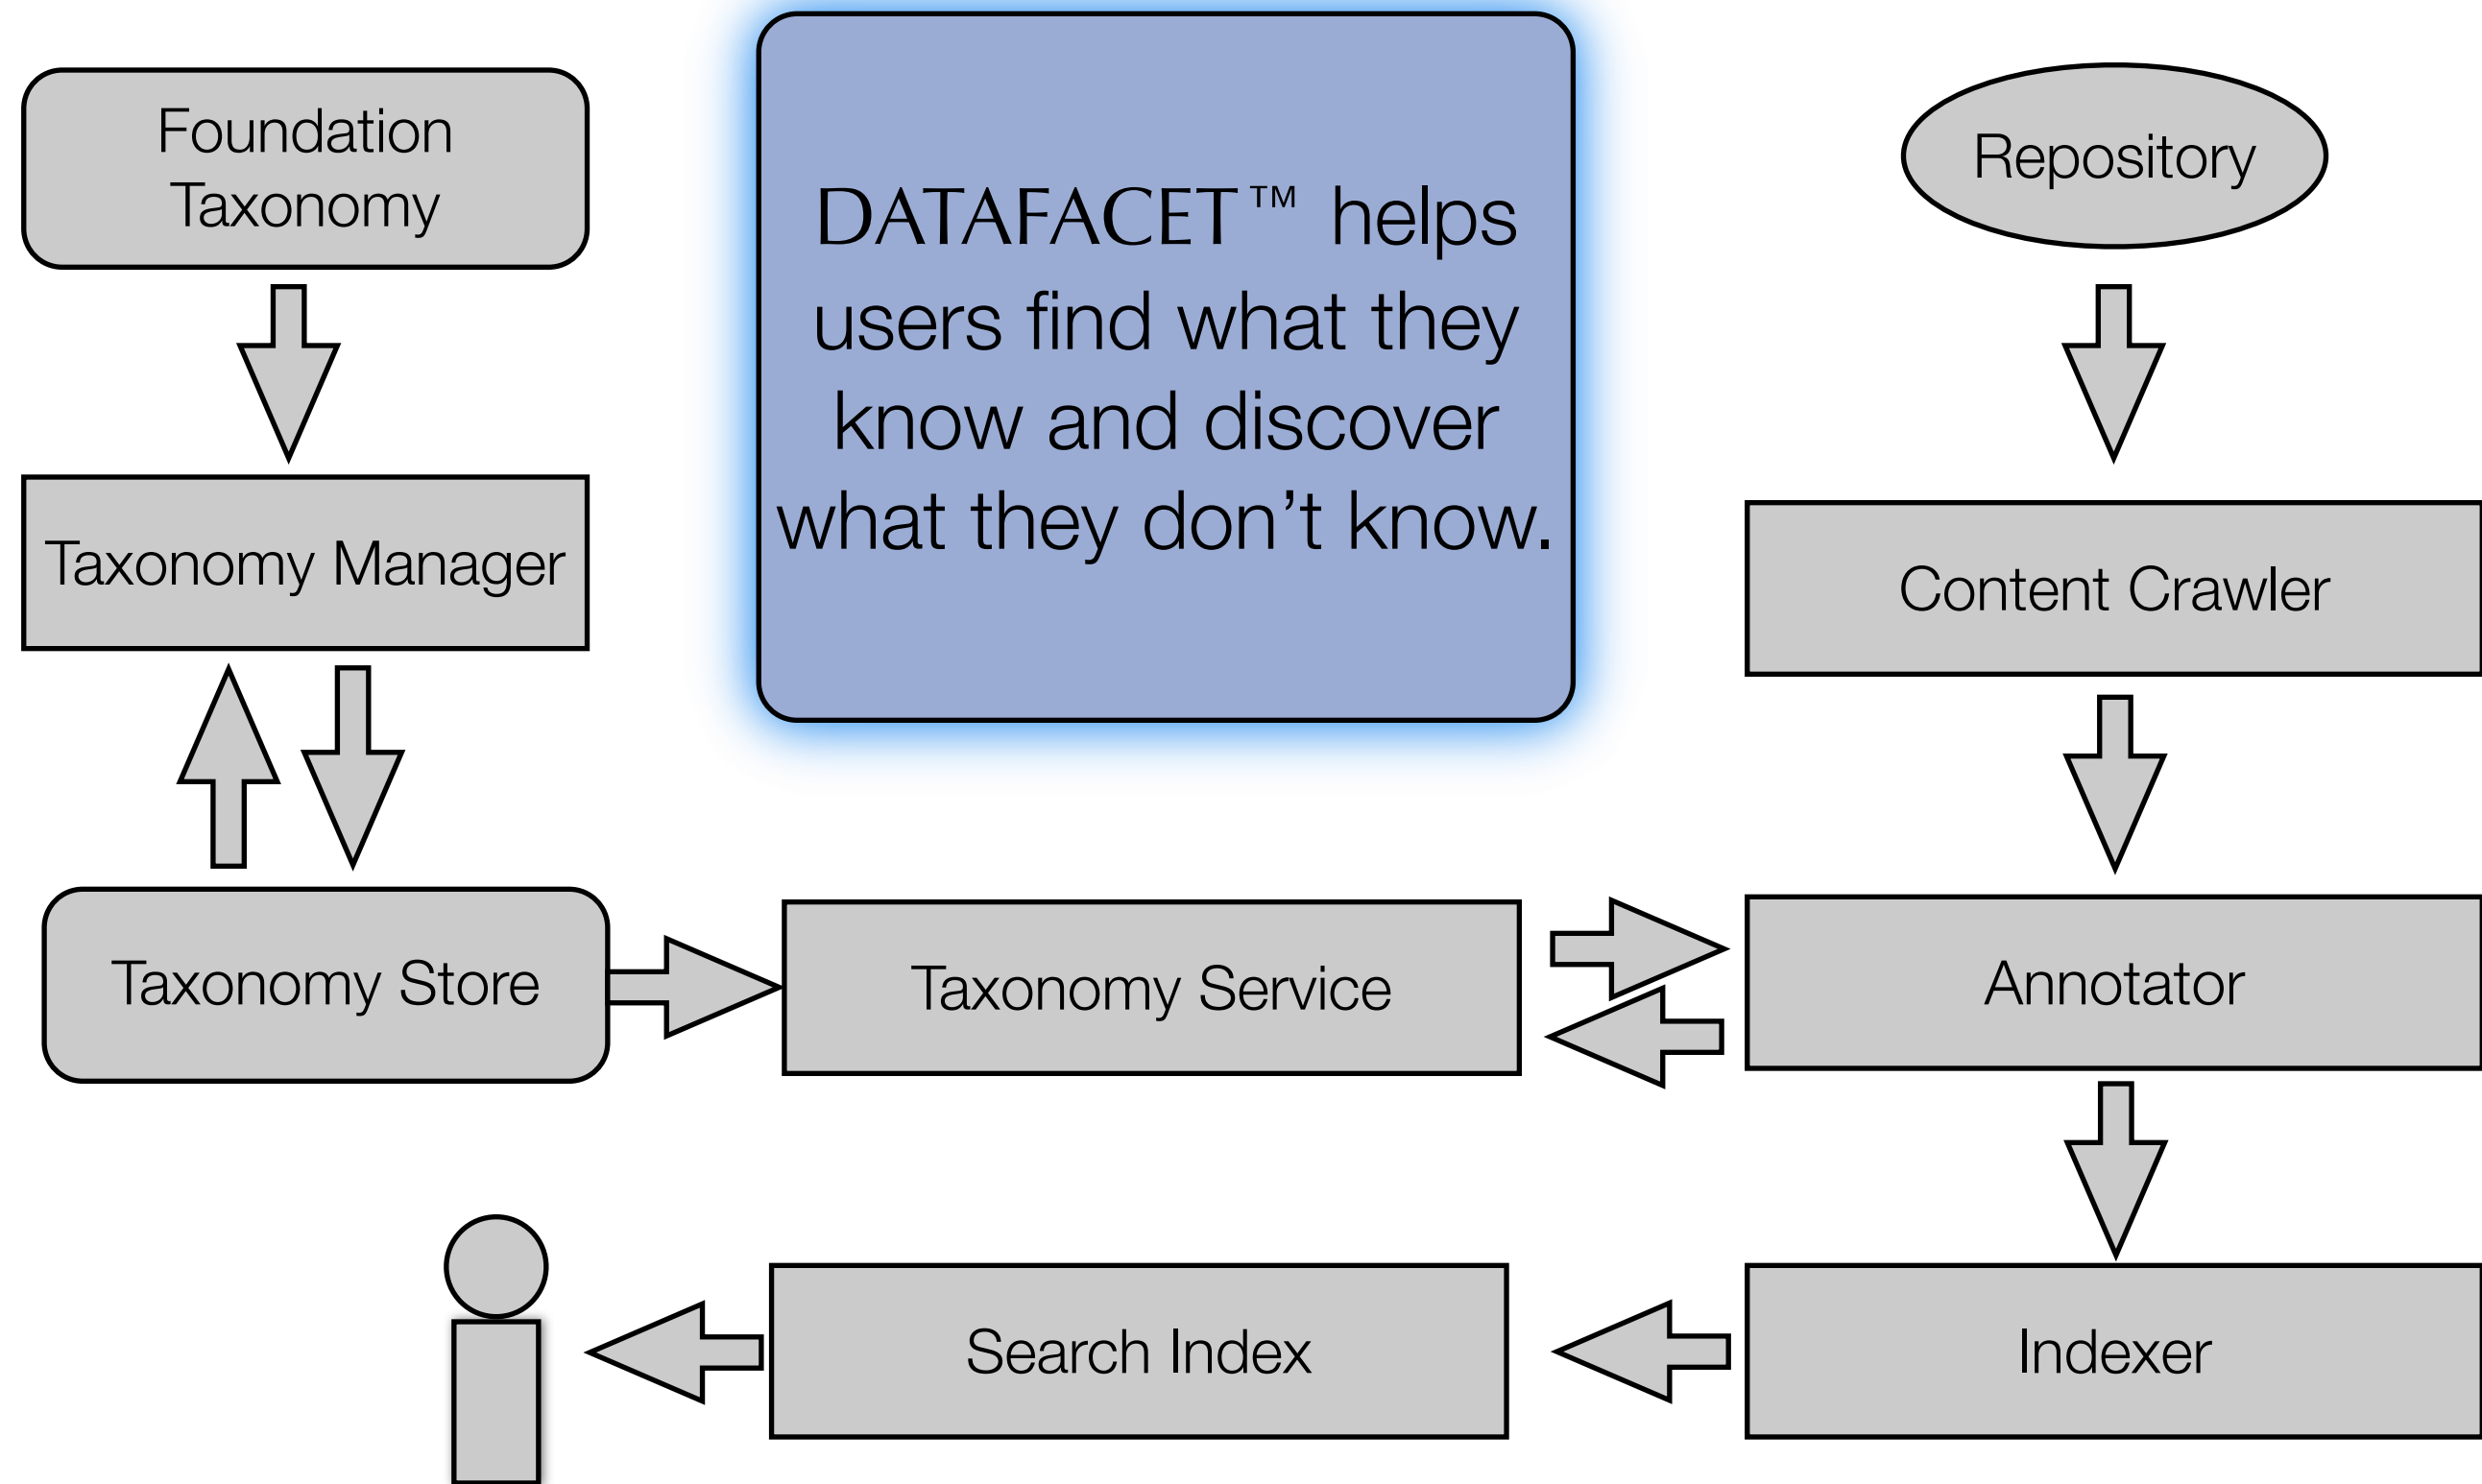 Foundation
Taxonomy
DATAFACET™ helps
users find what they
know and discover
what they don’t know.
Repository
Taxonomy Manager
Content Crawler
Taxonomy Store
Taxonomy Service
Annotator
Search Index
Indexer